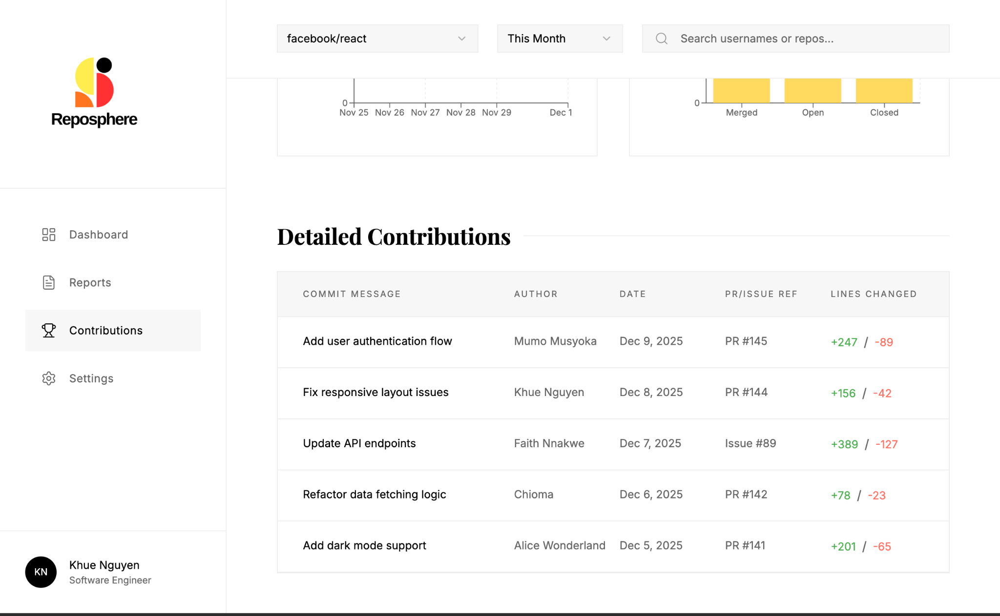 Reposphere
Dashboard
Reports
Contributions
Settings
KN
Khue Nguyen
Software Engineer
facebook/react
This Month
Search usernames or repos...
0
Nov 25 Nov 26 Nov 27 Nov 28 Nov 29 Dec 1
0
Merged Open Closed
Detailed Contributions
COMMIT MESSAGE AUTHOR DATE PR/ISSUE REF LINES CHANGED
Add user authentication flow Mumo Musyoka Dec 9, 2025 PR #145 +247 / -89
Fix responsive layout issues Khue Nguyen Dec 8, 2025 PR #144 +156 / -42
Update API endpoints Faith Nnakwe Dec 7, 2025 Issue #89 +389 / -127
Refactor data fetching logic Chioma Dec 6, 2025 PR #142 +78 / -23
Add dark mode support Alice Wonderland Dec 5, 2025 PR #141 +201 / -65